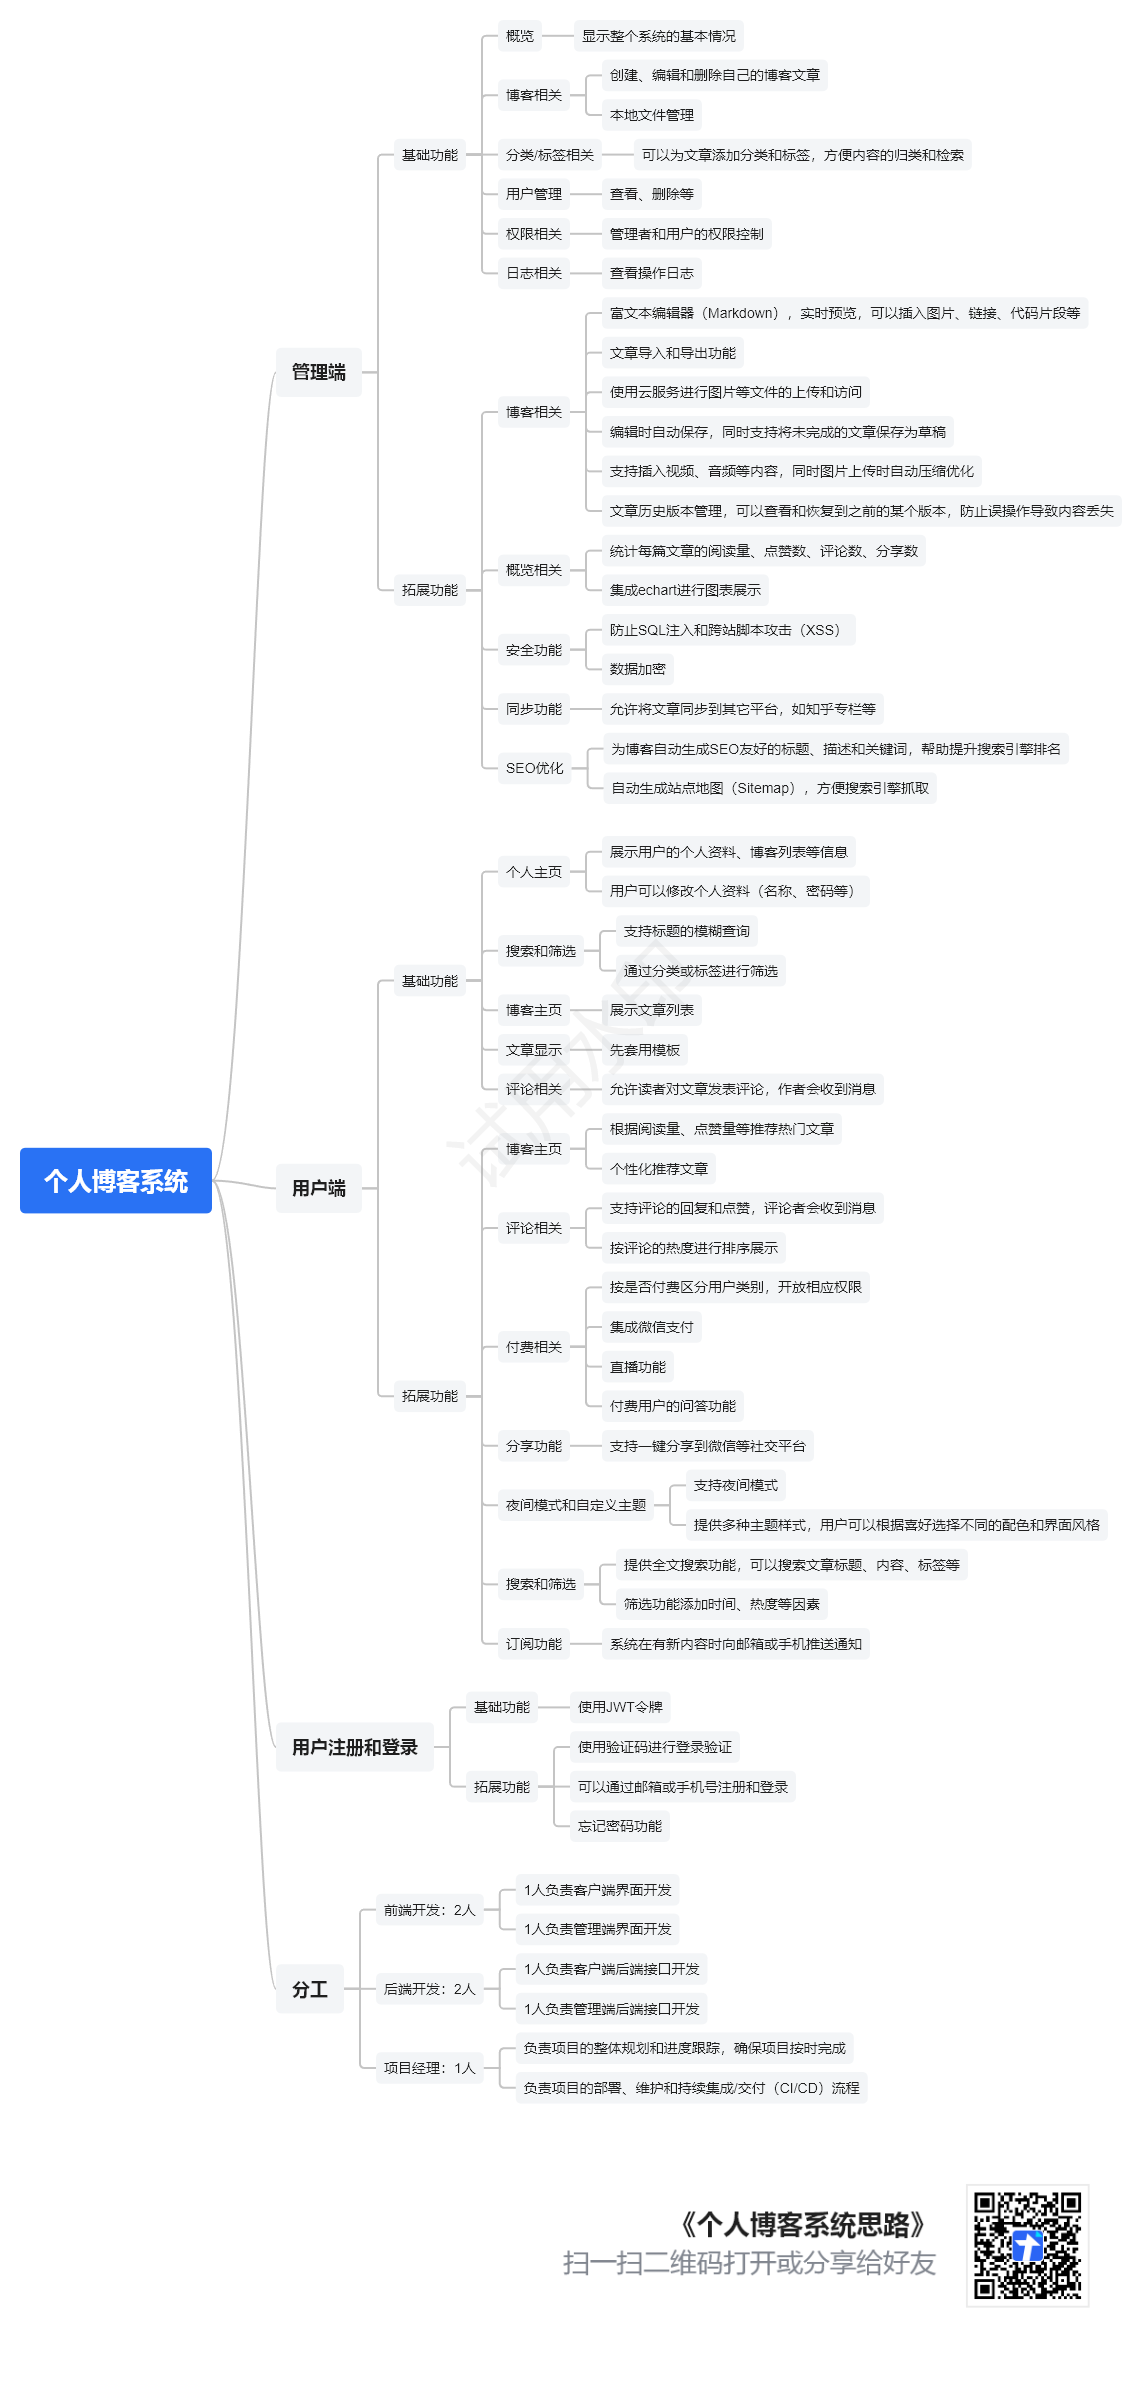 个人博客系统
管理端
基础功能
概览
显示整个系统的基本情况
博客相关
创建、编辑和删除自己的博客文章
本地文件管理
分类/标签相关
可以为文章添加分类和标签，方便内容的归类和检索
用户管理
查看、删除等
权限相关
管理者和用户的权限控制
日志相关
查看操作日志
拓展功能
博客相关
富文本编辑器（Markdown），实时预览，可以插入图片、链接、代码片段等
文章导入和导出功能
使用云服务进行图片等文件的上传和访问
编辑时自动保存，同时支持将未完成的文章保存为草稿
支持插入视频、音频等内容，同时图片上传时自动压缩优化
文章历史版本管理，可以查看和恢复到之前的某个版本，防止误操作导致内容丢失
概览相关
统计每篇文章的阅读量、点赞数、评论数、分享数
集成echart进行图表展示
安全功能
防止SQL注入和跨站脚本攻击（XSS）
数据加密
同步功能
允许将文章同步到其它平台，如知乎专栏等
SEO优化
为博客自动生成SEO友好的标题、描述和关键词，帮助提升搜索引擎排名
自动生成站点地图（Sitemap），方便搜索引擎抓取
用户端
基础功能
个人主页
展示用户的个人资料、博客列表等信息
用户可以修改个人资料（名称、密码等）
搜索和筛选
支持标题的模糊查询
通过分类或标签进行筛选
博客主页
展示文章列表
文章显示
先套用模板
评论相关
允许读者对文章发表评论，作者会收到消息
拓展功能
博客主页
根据阅读量、点赞量等推荐热门文章
个性化推荐文章
评论相关
支持评论的回复和点赞，评论者会收到消息
按评论的热度进行排序展示
付费相关
按是否付费区分用户类别，开放相应权限
集成微信支付
直播功能
付费用户的问答功能
分享功能
支持一键分享到微信等社交平台
夜间模式和自定义主题
支持夜间模式
提供多种主题样式，用户可以根据喜好选择不同的配色和界面风格
搜索和筛选
提供全文搜索功能，可以搜索文章标题、内容、标签等
筛选功能添加时间、热度等因素
订阅功能
系统在有新内容时向邮箱或手机推送通知
用户注册和登录
基础功能
使用JWT令牌
拓展功能
使用验证码进行登录验证
可以通过邮箱或手机号注册和登录
忘记密码功能
分工
前端开发：2人
1人负责客户端界面开发
1人负责管理端界面开发
后端开发：2人
1人负责客户端后端接口开发
1人负责管理端后端接口开发
项目经理：1人
负责项目的整体规划和进度跟踪，确保项目按时完成
负责项目的部署、维护和持续集成/交付（CI/CD）流程
试用水印
《个人博客系统思路》
扫一扫二维码打开或分享给好友